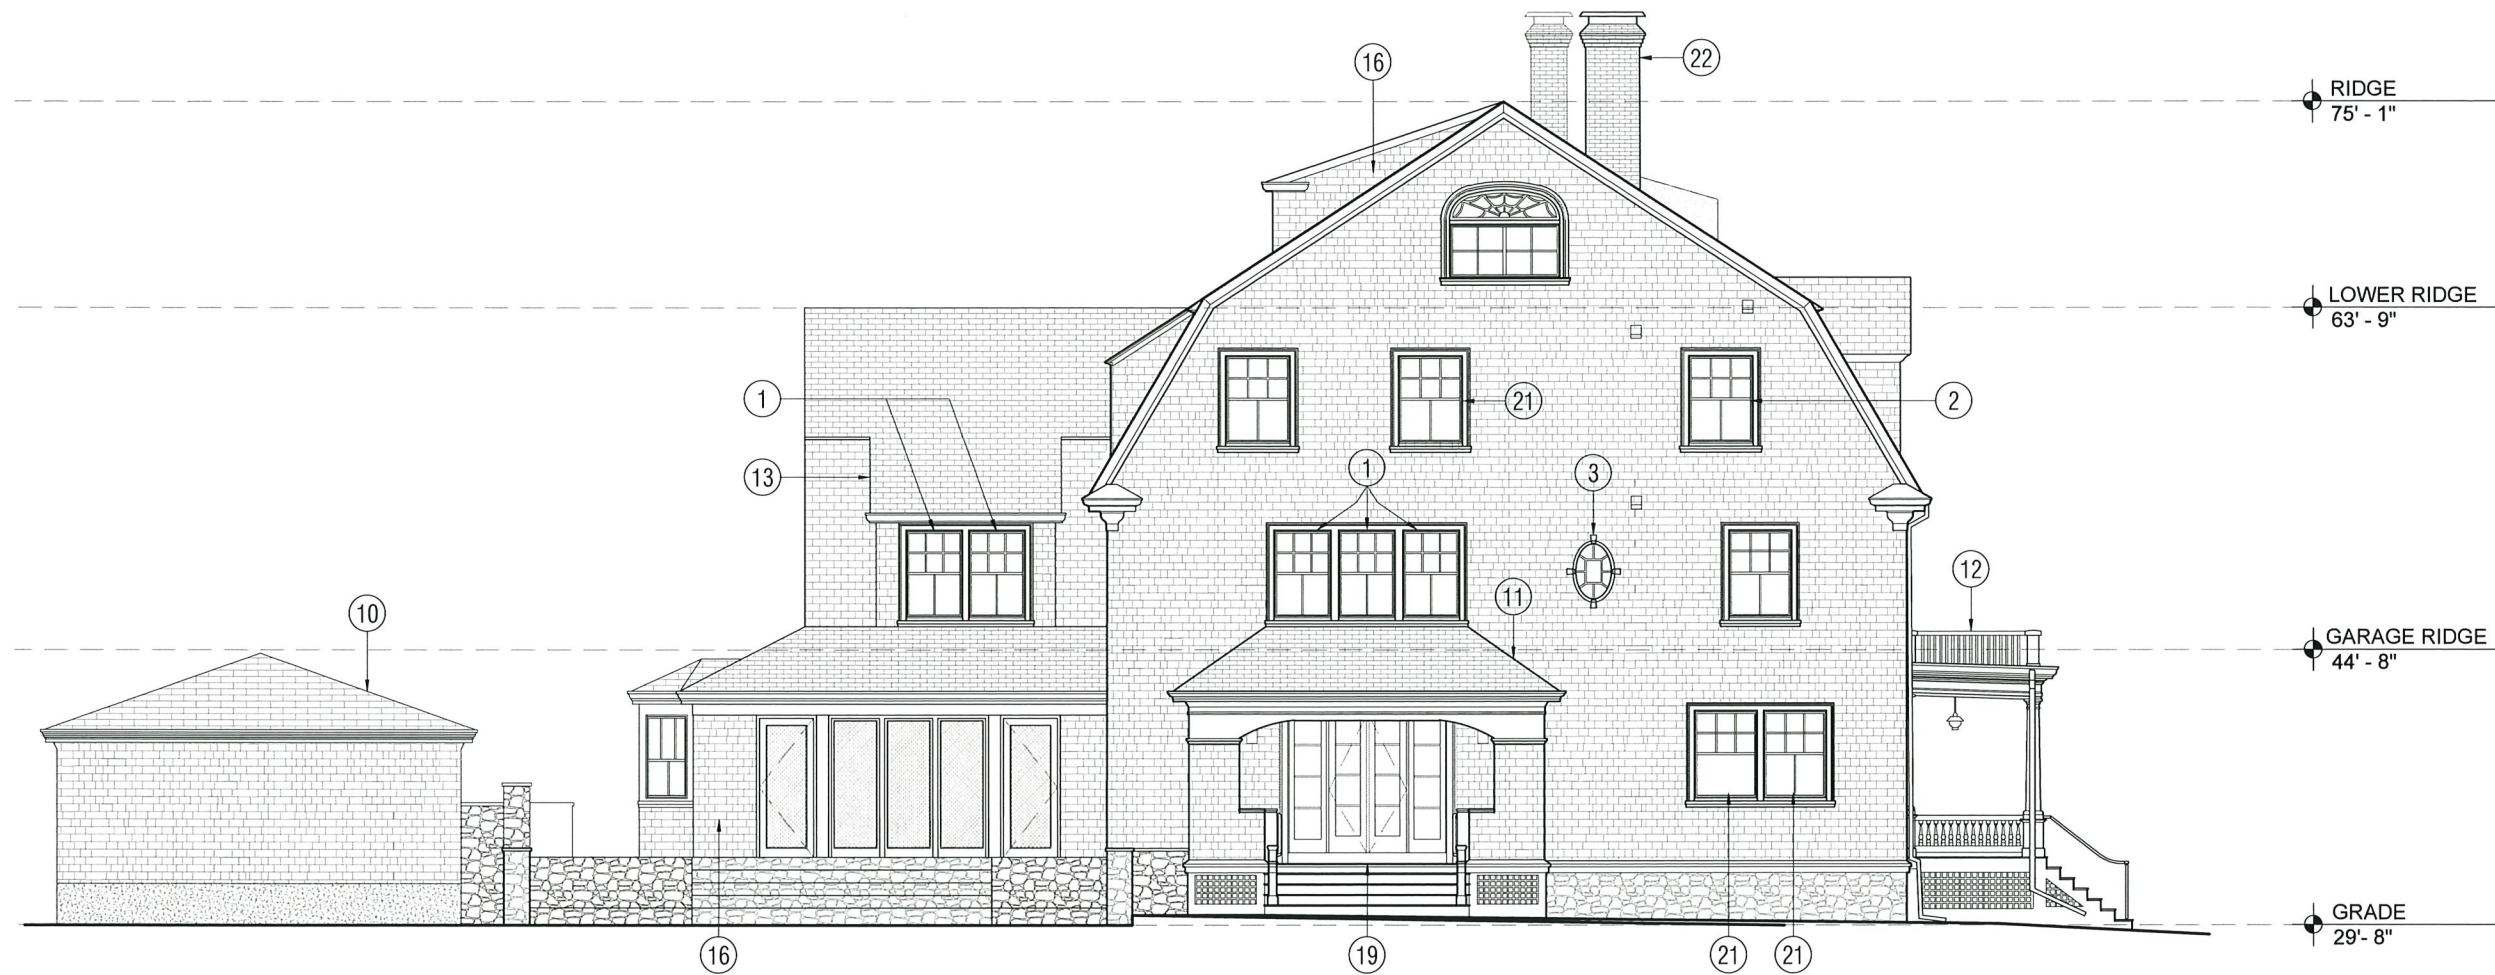 22
16
RIDGE
75' - 1"
LOWER RIDGE
63' - 9"
1
21
2
13
1
3
12
11
10
GARAGE RIDGE
44' - 8"
GRADE
29'- 8"
16
19
21
21